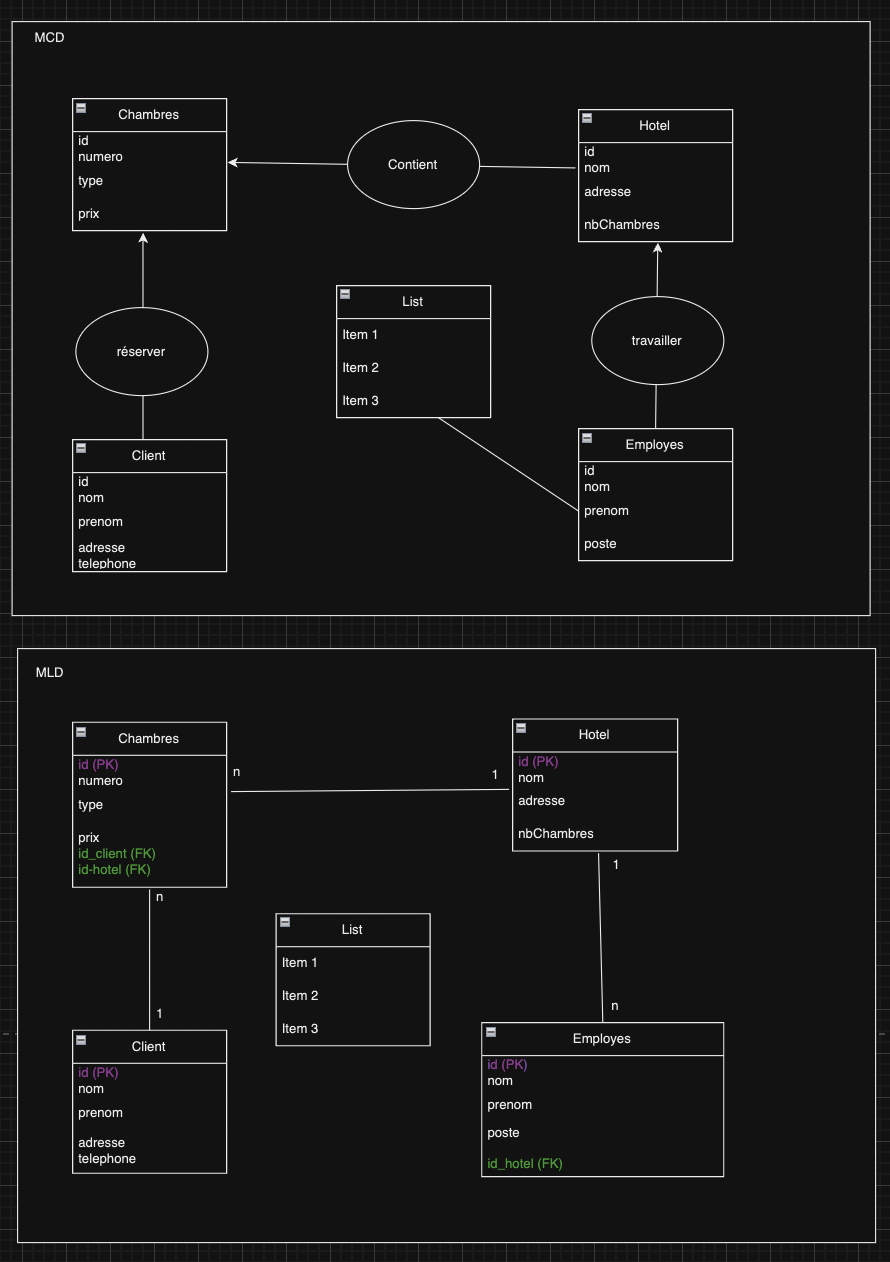 MCD
Chambres
id
numero
type
prix
Contient
Hotel
id
nom
adresse
nbChambres
réserver
List
Item 1
Item 2
Item 3
travailler
Client
id
nom
prenom
adresse
telephone
Employes
id
nom
prenom
poste
MLD
Chambres
id (PK)
numero
type
prix
id_client (FK)
id-hotel (FK)
n
1
Hotel
id (PK)
nom
adresse
nbChambres
n
1
1
n
List
Item 1
Item 2
Item 3
Client
id (PK)
nom
prenom
adresse
telephone
Employes
id (PK)
nom
prenom
poste
id_hotel (FK)